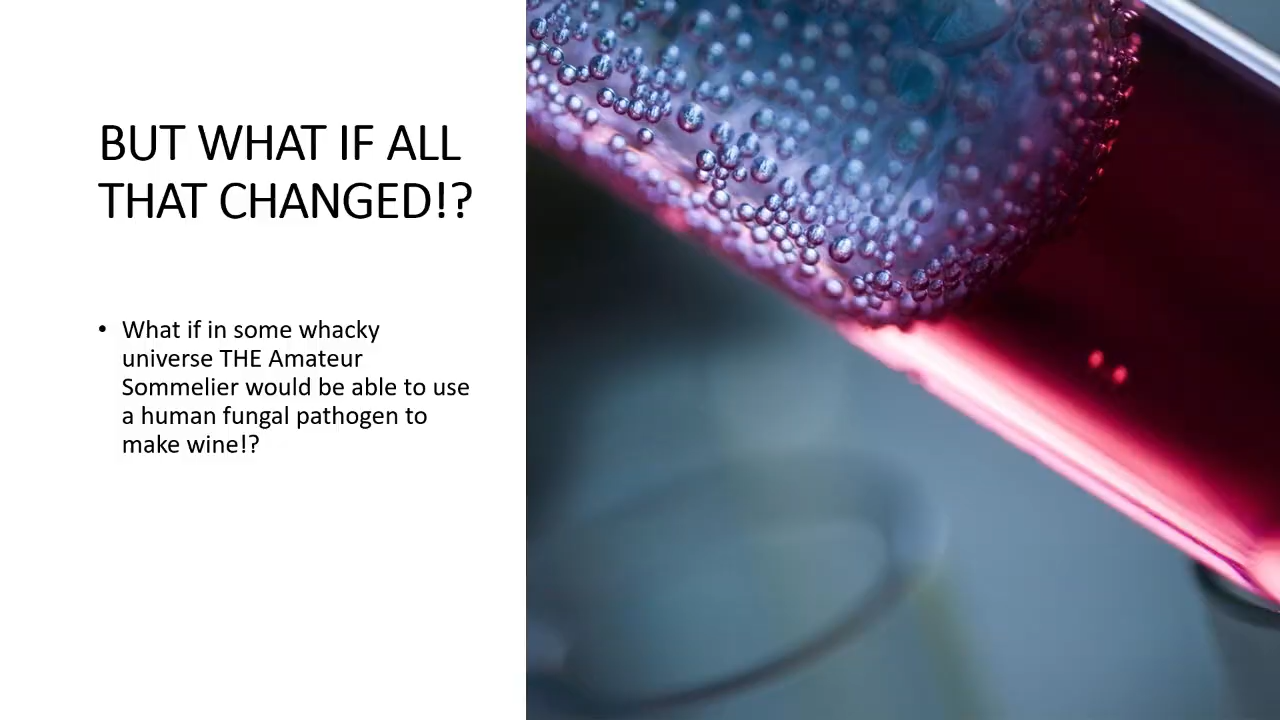 BUT WHAT IF ALL
THAT CHANGED!?
• What if in some whacky
universe THE Amateur
Sommelier would be able to use
a human fungal pathogen to
make wine!?